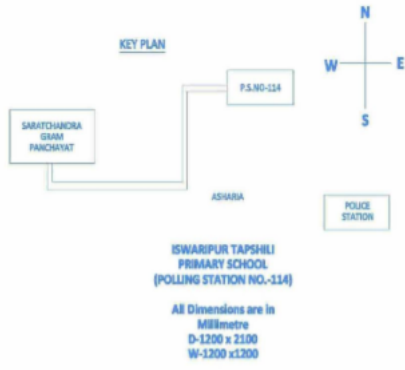 N
KEY PLAN
W E
P.S.NO-114
S
SARATCHANDRA
GRAM
PANCHAYAT
ASHARIA
POLICE
STATION
ISWARIPUR TAPSHILI
PRIMARY SCHOOL
(POLLING STATION NO.-114)
All Dimensions are in
Millimetre
D-1200 x 2100
W-1200 x1200